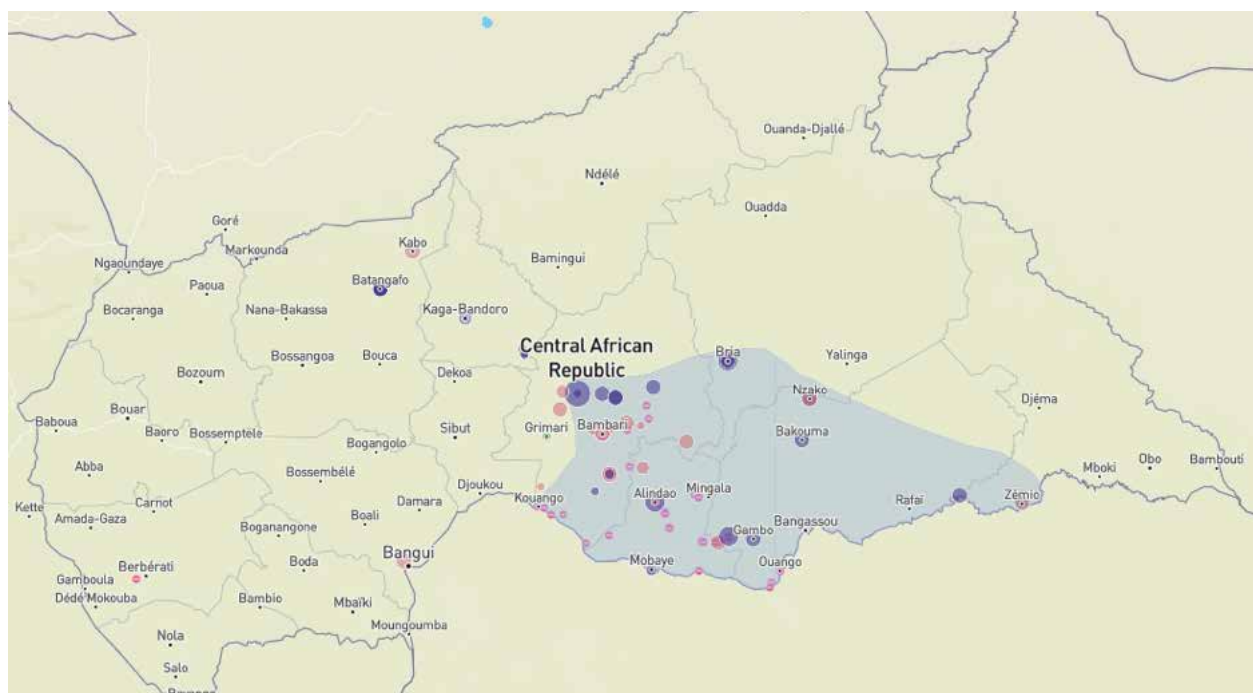 Ouanda-Djallé
Ndélé
Ouadda
Goré
Kabo
Markounda
Ngaoundaye
Bamingui
Paoua
Batangafo
Bocaranga
Nana-Bakassa
Kaga-Bandoro
Central African
Republic
Bossangoa
Bouca
Bria
Yalinga
Dekoa
Bozoum
Nzako
Djéma
Bouar
Baboua
Baoro
Bossemptélé
Sibut
Grimari
Bambari
Bakouma
Bogangolo
Abba
Bossembélé
Obo
Bambouti
Mboki
Djoukou
Mingala
Kouango
Alindao
Zémio
Rafaï
Carnot
Damara
Kette
Amada-Gaza
Boganangone
Boali
Bangassou
Gambo
Bangui
Mobaye
Ouango
Boda
Berbérati
Gamboula
Dédé Mokouba
Bambio
Mbaïki
Moungoumba
Nola
Salo